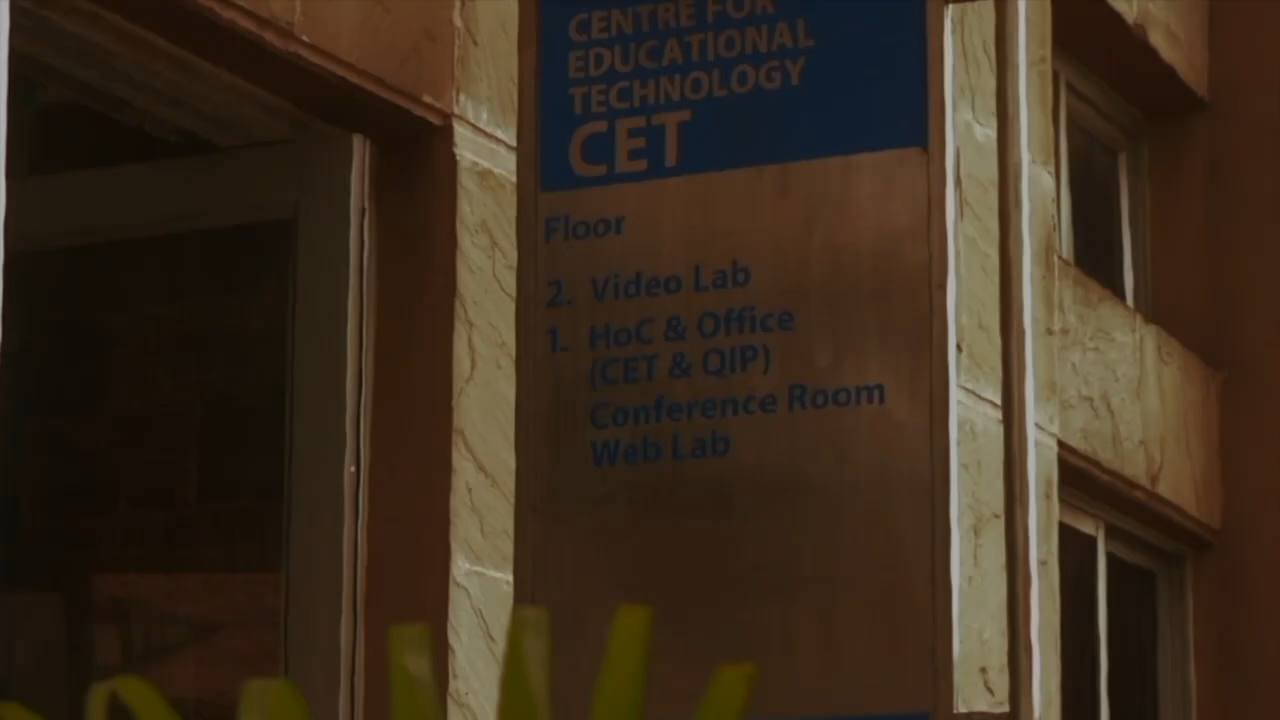 CENTRE FOR
EDUCATIONAL
TECHNOLOGY
CET
Floor
2. Video Lab
1. HoC & Office
(CET & QIP)
Conference Room
Web Lab